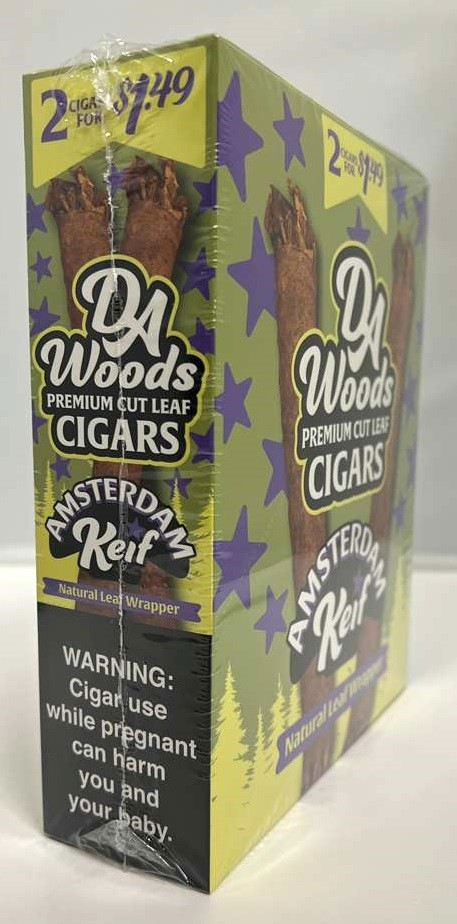 2 CIGARS FOR $1.49
DA
Woods
PREMIUM CUT LEAF
CIGARS
AMSTERDAM
Keif
Natural Leaf Wrapper
WARNING:
Cigar use
while pregnant
can harm
you and
your baby.
2 CIGARS FOR $1.49
DA
Woods
PREMIUM CUT LEAF
CIGARS
AMSTERDAM
Keif
Natural Leaf Wrapper